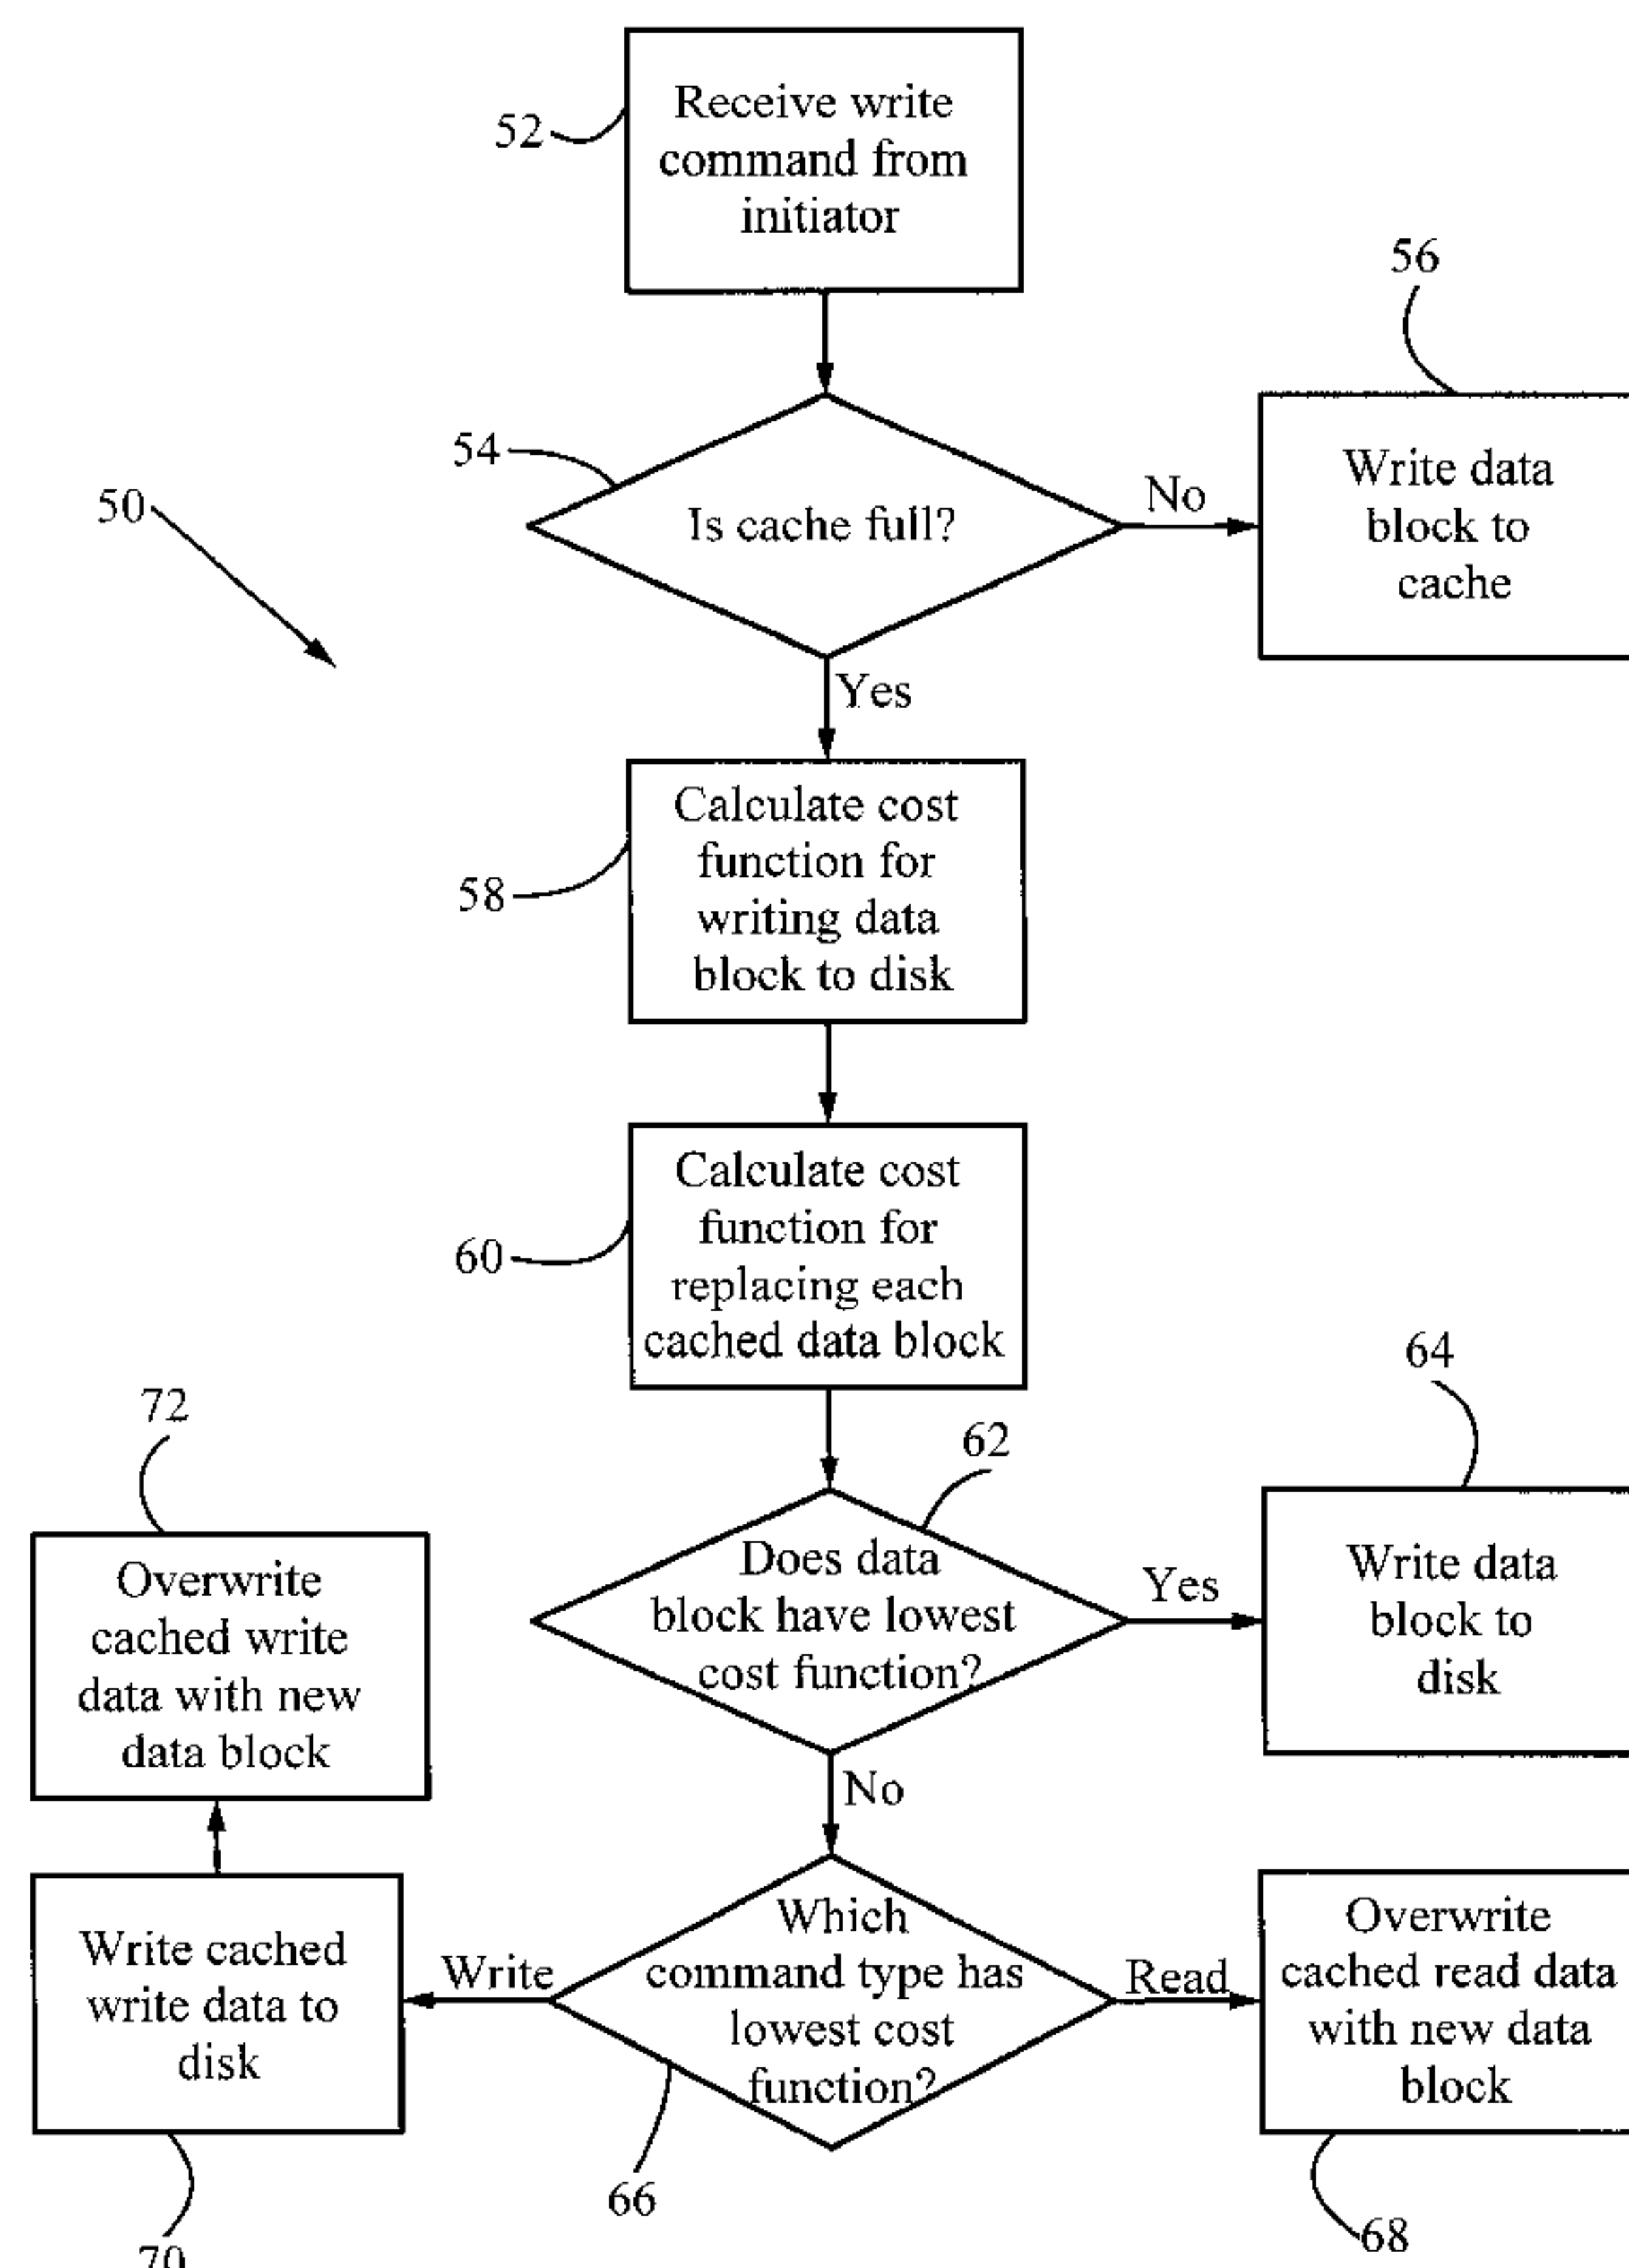 52
Receive write
command from
initiator
56
54
Is cache full?
No
Write data
block to
cache
50
Yes
58
Calculate cost
function for
writing data
block to disk
60
Calculate cost
function for
replacing each
cached data block
72
62
64
Overwrite
cached write
data with new
data block
Does data
block have lowest
cost function?
Yes
Write data
block to
disk
No
Write cached
write data to
disk
Write
Which
command type has
lowest cost
function?
Read
Overwrite
cached read data
with new data
block
70
66
68